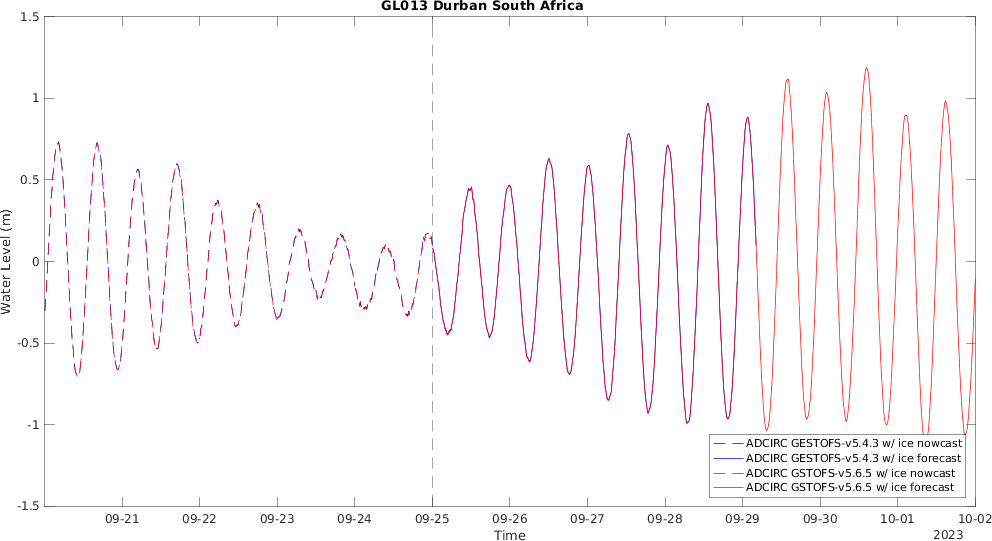 GL013 Durban South Africa
1.5
1
0.5
0
-0.5
-1
-1.5
Water Level (m)
ADCIRC GESTOFS-v5.4.3 w/ ice nowcast
ADCIRC GESTOFS-v5.4.3 w/ ice forecast
ADCIRC GSTOFS-v5.6.5 w/ ice nowcast
ADCIRC GSTOFS-v5.6.5 w/ ice forecast
09-21 09-22 09-23 09-24 09-25 09-26 09-27 09-28 09-29 09-30 10-01 10-02
Time
2023